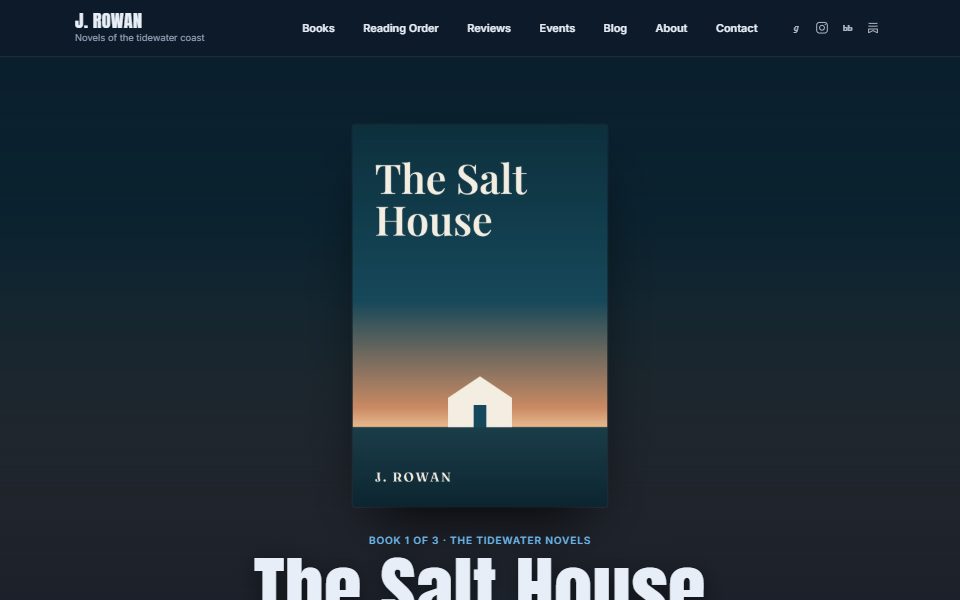 J. ROWAN
Novels of the tidewater coast
Books Reading Order Reviews Events Blog About Contact g bb
The Salt
House
J. ROWAN
BOOK 1 OF 3 · THE TIDEWATER NOVELS
The Salt House